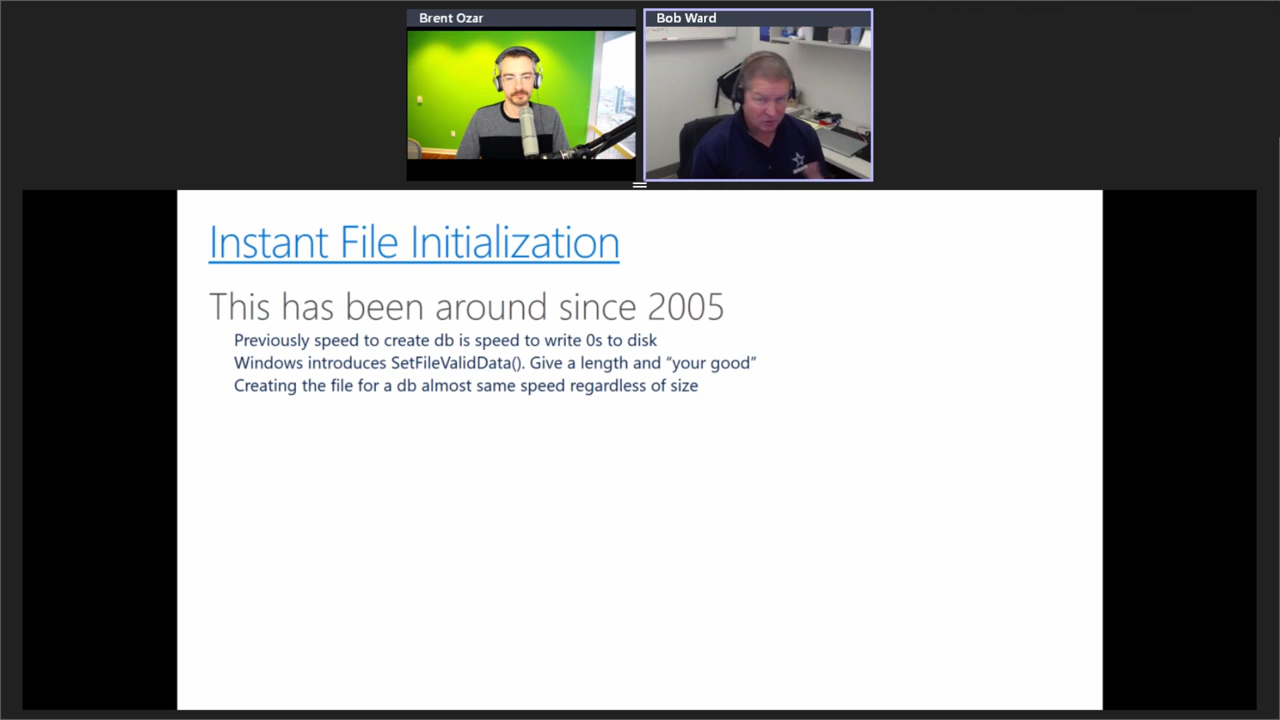 Brent Ozar
Bob Ward
Instant File Initialization
This has been around since 2005
Previously speed to create db is speed to write 0s to disk
Windows introduces SetFileValidData(). Give a length and “your good”
Creating the file for a db almost same speed regardless of size